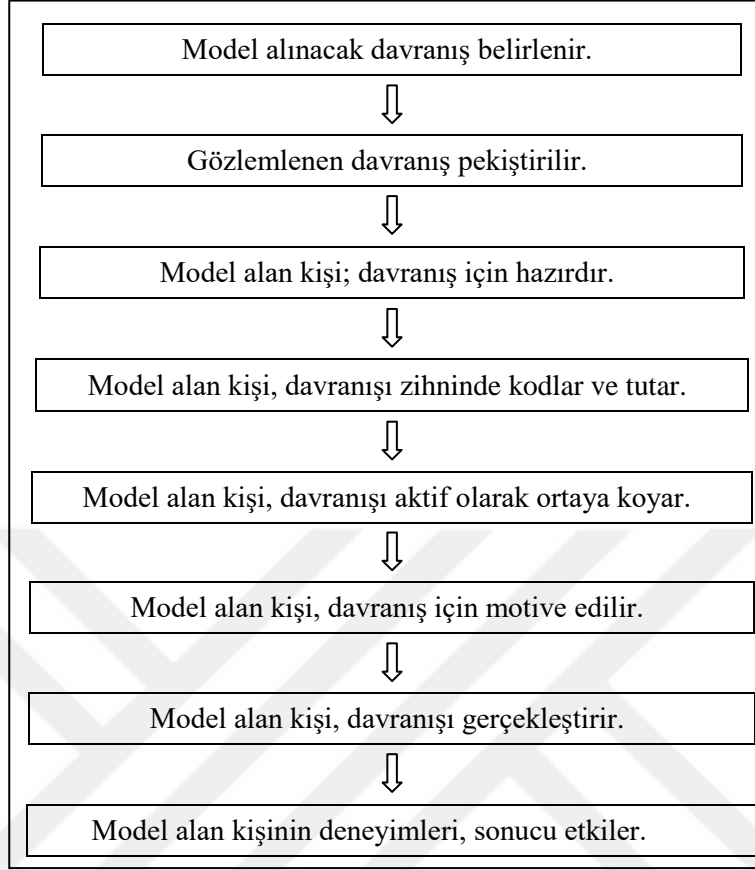 Model alınacak davranış belirlenir.
Gözlemlenen davranış pekiştirilir.
Model alan kişi; davranış için hazırdır.
Model alan kişi, davranışı zihninde kodlar ve tutar.
Model alan kişi, davranışı aktif olarak ortaya koyar.
Model alan kişi, davranış için motive edilir.
Model alan kişi, davranışı gerçekleştirir.
Model alan kişinin deneyimleri, sonucu etkiler.